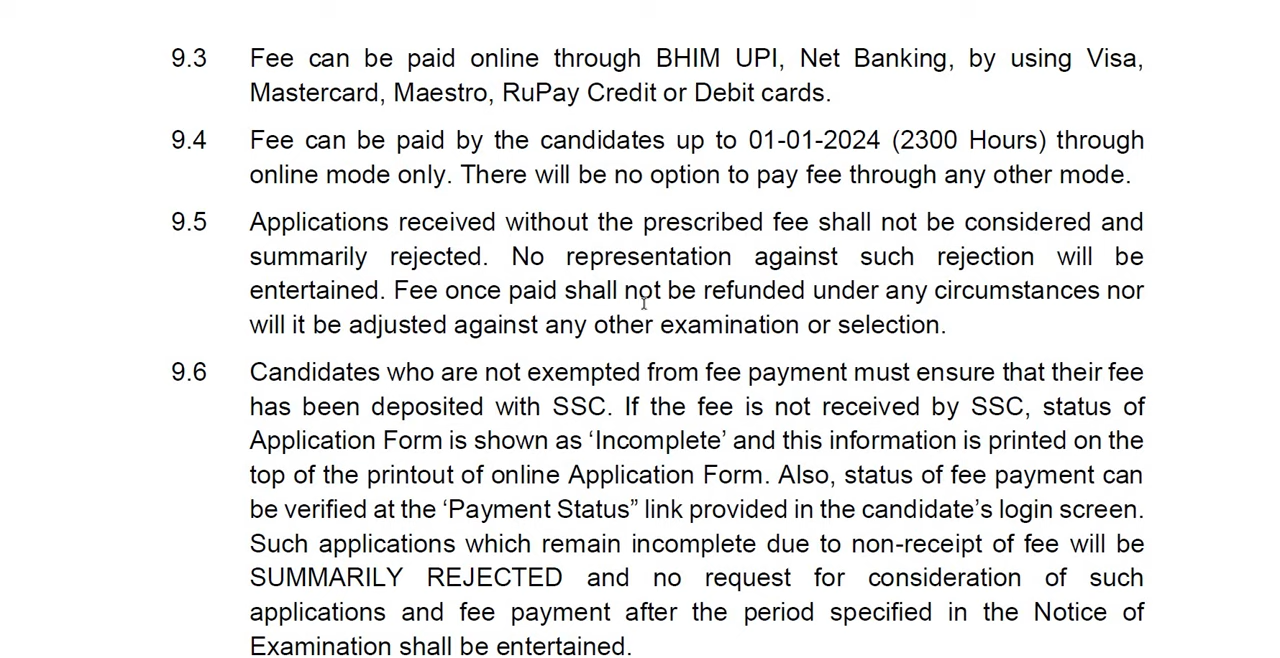 9.3 Fee can be paid online through BHIM UPI, Net Banking, by using Visa,
Mastercard, Maestro, RuPay Credit or Debit cards.
9.4 Fee can be paid by the candidates up to 01-01-2024 (2300 Hours) through
online mode only. There will be no option to pay fee through any other mode.
9.5 Applications received without the prescribed fee shall not be considered and
summarily rejected. No representation against such rejection will be
entertained. Fee once paid shall not be refunded under any circumstances nor
will it be adjusted against any other examination or selection.
9.6 Candidates who are not exempted from fee payment must ensure that their fee
has been deposited with SSC. If the fee is not received by SSC, status of
Application Form is shown as ‘Incomplete’ and this information is printed on the
top of the printout of online Application Form. Also, status of fee payment can
be verified at the ‘Payment Status” link provided in the candidate’s login screen.
Such applications which remain incomplete due to non-receipt of fee will be
SUMMARILY REJECTED and no request for consideration of such
applications and fee payment after the period specified in the Notice of
Examination shall be entertained.